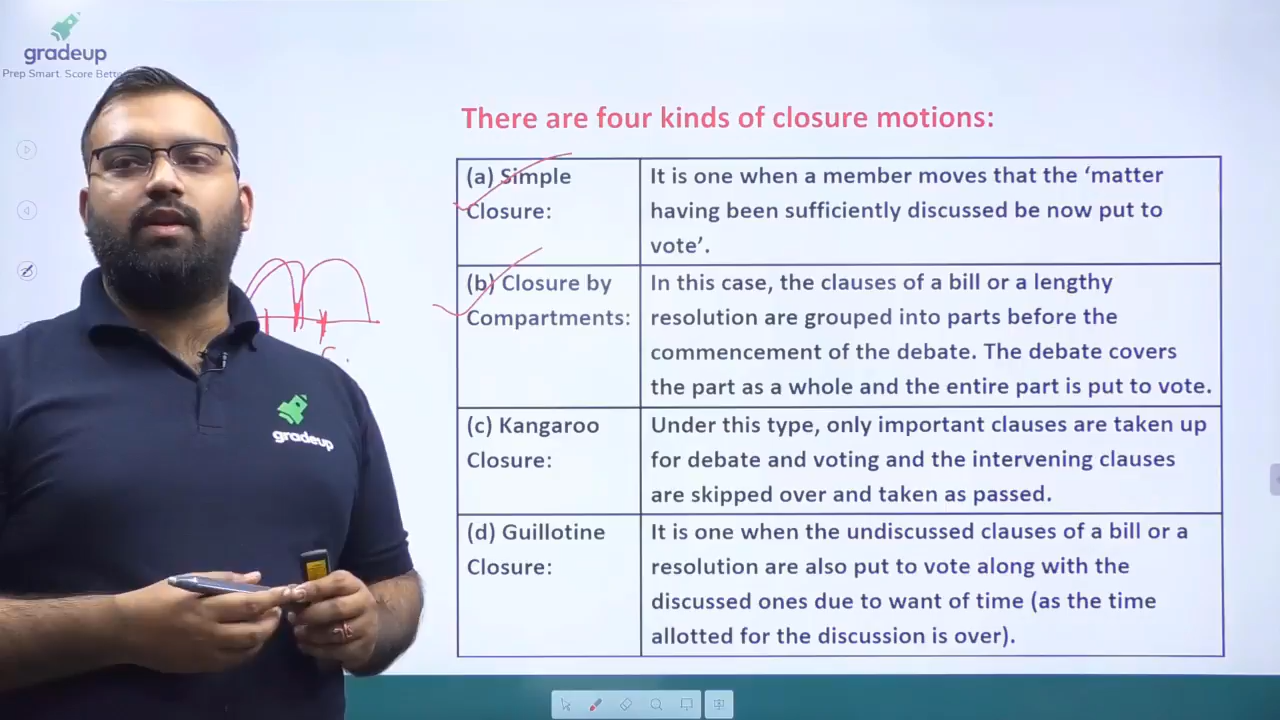 gradeup
Prep Smart. Score Better
There are four kinds of closure motions:
(a) Simple
Closure:
It is one when a member moves that the ‘matter
having been sufficiently discussed be now put to
vote’.
(b) Closure by
Compartments:
In this case, the clauses of a bill or a lengthy
resolution are grouped into parts before the
commencement of the debate. The debate covers
the part as a whole and the entire part is put to vote.
(c) Kangaroo
Closure:
Under this type, only important clauses are taken up
for debate and voting and the intervening clauses
are skipped over and taken as passed.
(d) Guillotine
Closure:
It is one when the undiscussed clauses of a bill or a
resolution are also put to vote along with the
discussed ones due to want of time (as the time
allotted for the discussion is over).
gradeup